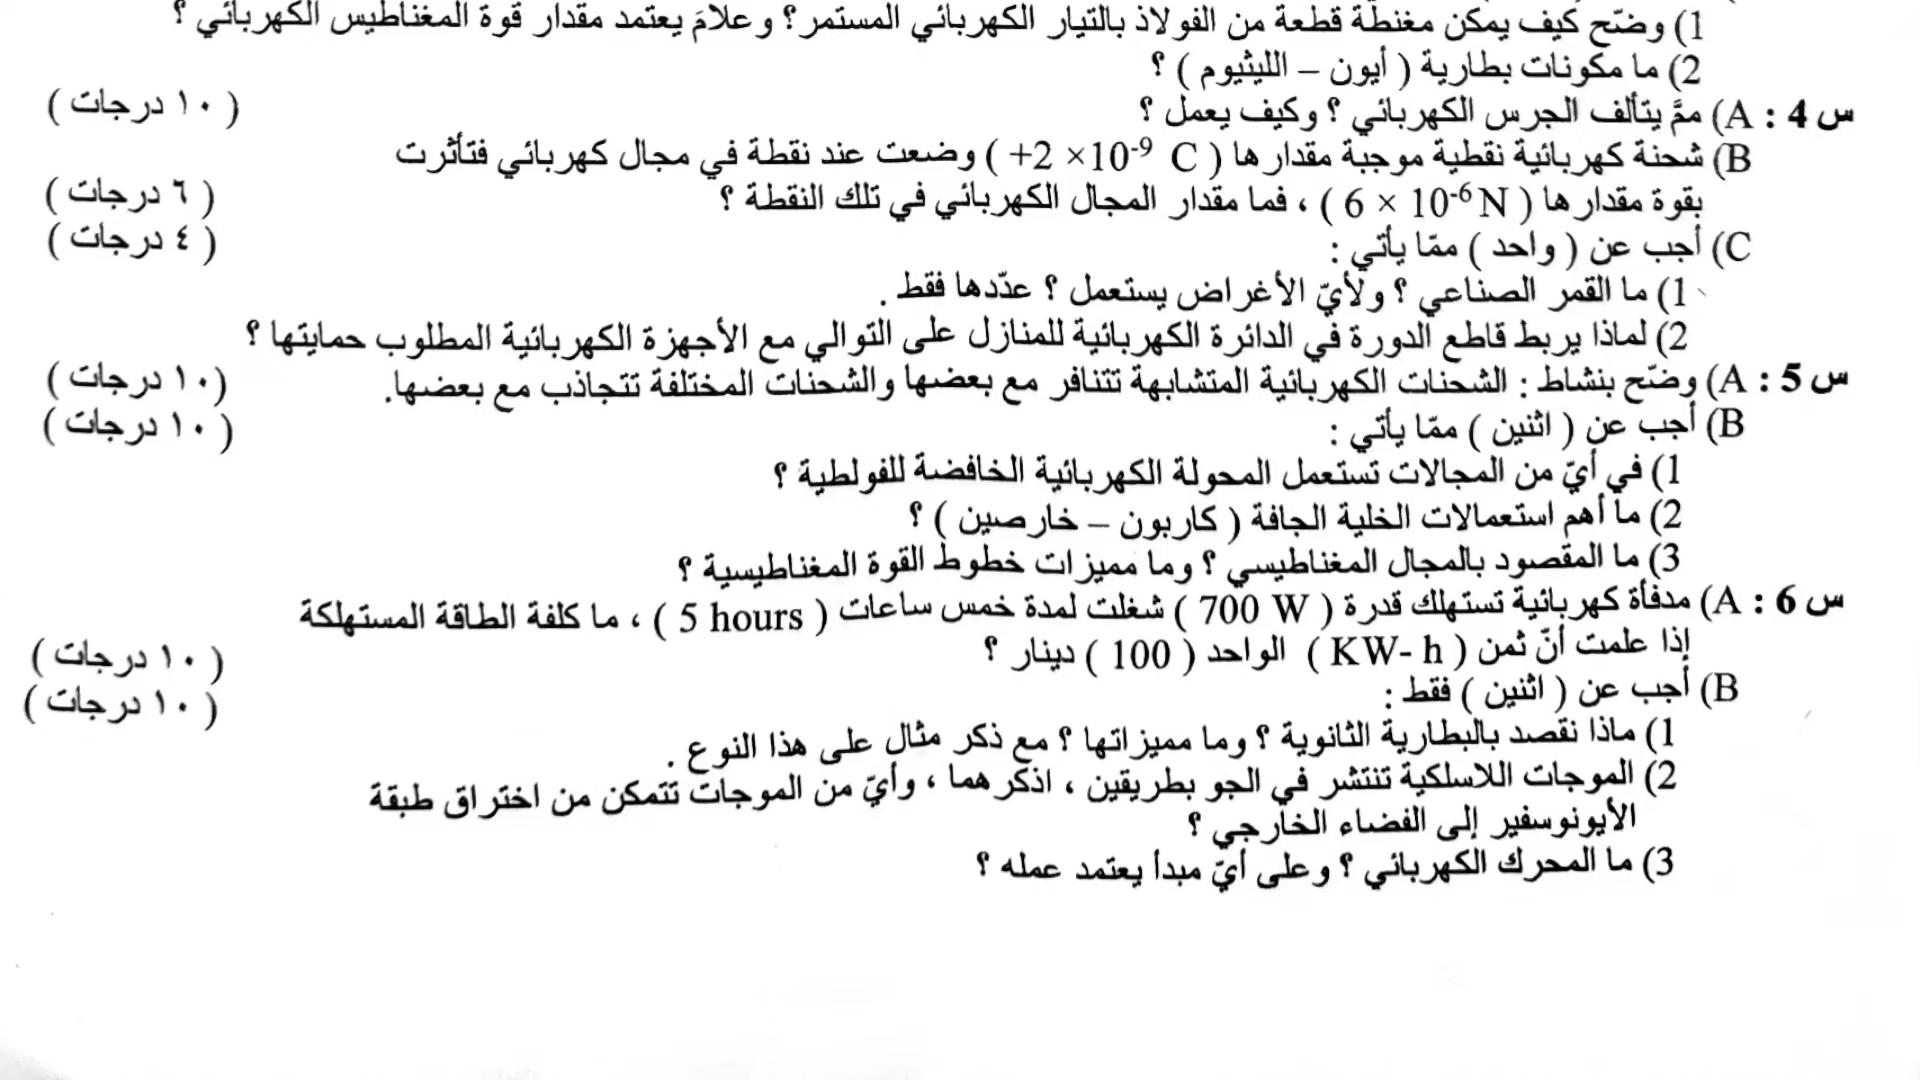 1) وضّح كيف يمكن مغنطة قطعة من الفولاذ بالتيار الكهربائي المستمر؟ وعلامَ يعتمد مقدار قوة المغناطيس الكهربائي ؟
2) ما مكونات بطارية ( أيون – الليثيوم ) ؟
س 4 : A) ممَّ يتألف الجرس الكهربائي ؟ وكيف يعمل ؟ ( ١٠ درجات )
B) شحنة كهربائية نقطية موجبة مقدارها ( +2 ×10⁻⁹ C ) وضعت عند نقطة في مجال كهربائي فتأثرت
بقوة مقدارها ( 6 × 10⁻⁶ N ) ، فما مقدار المجال الكهربائي في تلك النقطة ؟ ( ٦ درجات )
C) أجب عن ( واحد ) ممّا يأتي : ( ٤ درجات )
1) ما القمر الصناعي ؟ ولأيّ الأغراض يستعمل ؟ عدّدها فقط .
2) لماذا يربط قاطع الدورة في الدائرة الكهربائية للمنازل على التوالي مع الأجهزة الكهربائية المطلوب حمايتها ؟
س 5 : A) وضّح بنشاط : الشحنات الكهربائية المتشابهة تتنافر مع بعضها والشحنات المختلفة تتجاذب مع بعضها. ( ١٠ درجات )
B) أجب عن ( اثنين ) ممّا يأتي : ( ١٠ درجات )
1) في أيّ من المجالات تستعمل المحولة الكهربائية الخافضة للفولطية ؟
2) ما أهم استعمالات الخلية الجافة ( كاربون – خارصين ) ؟
3) ما المقصود بالمجال المغناطيسي ؟ وما مميزات خطوط القوة المغناطيسية ؟
س 6 : A) مدفأة كهربائية تستهلك قدرة ( 700 W ) شغلت لمدة خمس ساعات ( 5 hours ) ، ما كلفة الطاقة المستهلكة
إذا علمت أنّ ثمن ( KW- h ) الواحد ( 100 ) دينار ؟ ( ١٠ درجات )
B) أجب عن ( اثنين ) فقط : ( ١٠ درجات )
1) ماذا نقصد بالبطارية الثانوية ؟ وما مميزاتها ؟ مع ذكر مثال على هذا النوع .
2) الموجات اللاسلكية تنتشر في الجو بطريقين ، اذكرهما ، وأيّ من الموجات تتمكن من اختراق طبقة
الأيونوسفير إلى الفضاء الخارجي ؟
3) ما المحرك الكهربائي ؟ وعلى أيّ مبدأ يعتمد عمله ؟